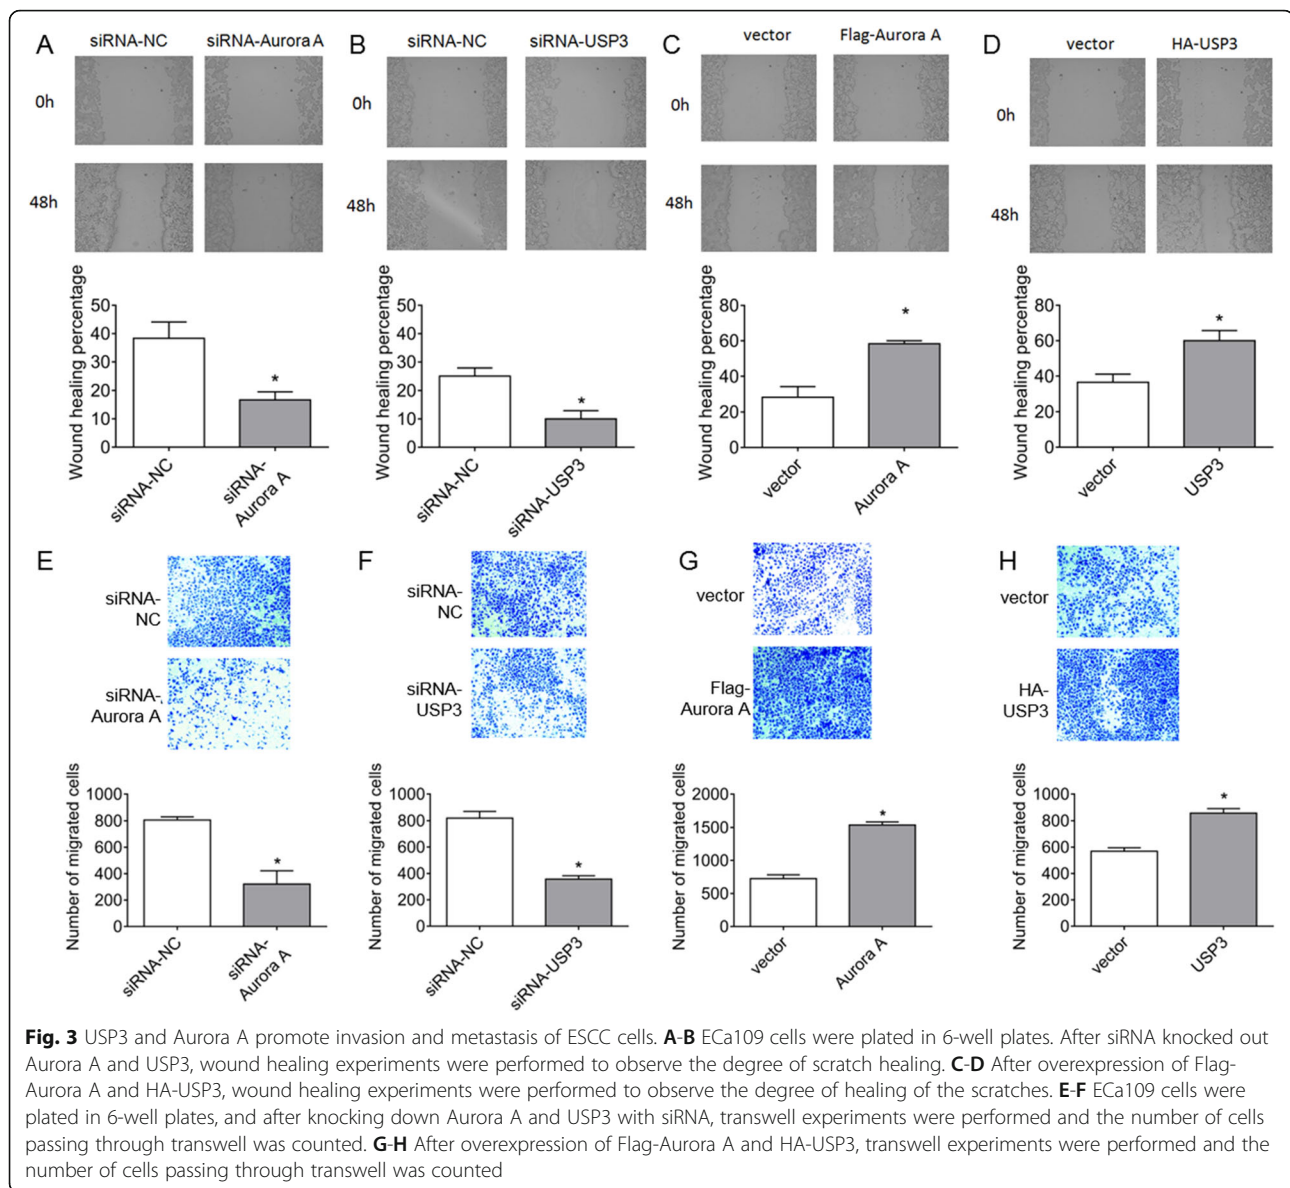 A
siRNA-NC
siRNA-Aurora A
0h
48h
Wound healing percentage
50
40
30
20
10
0
siRNA-NC
siRNA-
Aurora A
B
siRNA-NC
siRNA-USP3
0h
48h
Wound healing percentage
50
40
30
20
10
0
siRNA-NC
siRNA-USP3
*
*
C
vector
Flag-Aurora A
0h
48h
Wound healing percentage
80
60
40
20
0
*
vector
Aurora A
D
vector
HA-USP3
0h
48h
Wound healing percentage
80
60
40
20
0
*
vector
USP3
E
siRNA-
NC
siRNA-
Aurora A
Number of migrated cells
1000
800
600
400
200
0
*
siRNA-NC
siRNA-
Aurora A
F
siRNA-
NC
siRNA-
USP3
Number of migrated cells
1000
800
600
400
200
0
*
siRNA-NC
siRNA-USP3
G
vector
Flag-
Aurora A
Number of migrated cells
2000
1500
1000
500
0
*
vector
Aurora A
H
vector
HA-
USP3
Number of migrated cells
1000
800
600
400
200
0
*
vector
USP3
Fig. 3 USP3 and Aurora A promote invasion and metastasis of ESCC cells. A-B ECa109 cells were plated in 6-well plates. After siRNA knocked out
Aurora A and USP3, wound healing experiments were performed to observe the degree of scratch healing. C-D After overexpression of Flag-
Aurora A and HA-USP3, wound healing experiments were performed to observe the degree of healing of the scratches. E-F ECa109 cells were
plated in 6-well plates, and after knocking down Aurora A and USP3 with siRNA, transwell experiments were performed and the number of cells
passing through transwell was counted. G-H After overexpression of Flag-Aurora A and HA-USP3, transwell experiments were performed and the
number of cells passing through transwell was counted